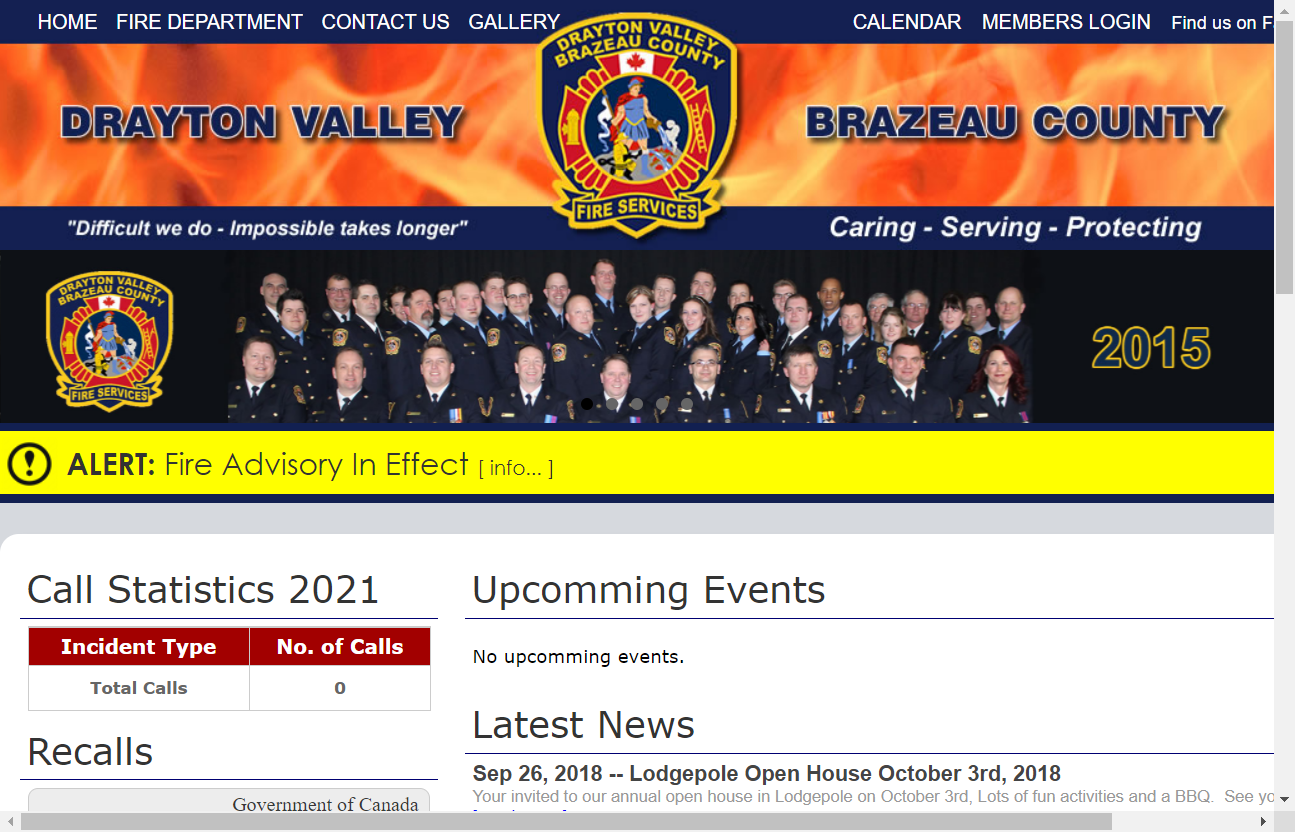 HOME FIRE DEPARTMENT CONTACT US GALLERY CALENDAR MEMBERS LOGIN Find us on F
DRAYTON VALLEY
BRAZEAU COUNTY
FIRE SERVICES
DRAYTON VALLEY
BRAZEAU COUNTY
"Difficult we do - Impossible takes longer"
Caring - Serving - Protecting
DRAYTON VALLEY
BRAZEAU COUNTY
FIRE SERVICES
2015
ALERT: Fire Advisory In Effect [ info... ]
Call Statistics 2021
Incident Type No. of Calls
Total Calls 0
Recalls
Government of Canada
Upcomming Events
No upcomming events.
Latest News
Sep 26, 2018 -- Lodgepole Open House October 3rd, 2018
Your invited to our annual open house in Lodgepole on October 3rd, Lots of fun activities and a BBQ. See yo